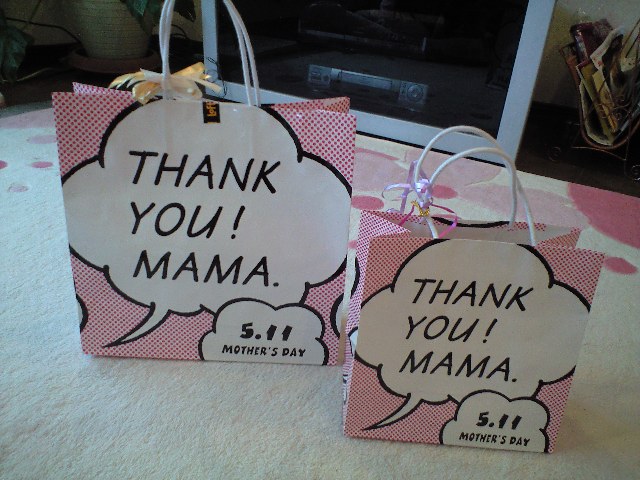 THANK
YOU!
MAMA.
5.11
MOTHER'S DAY
THANK
YOU!
MAMA.
5.11
MOTHER'S DAY